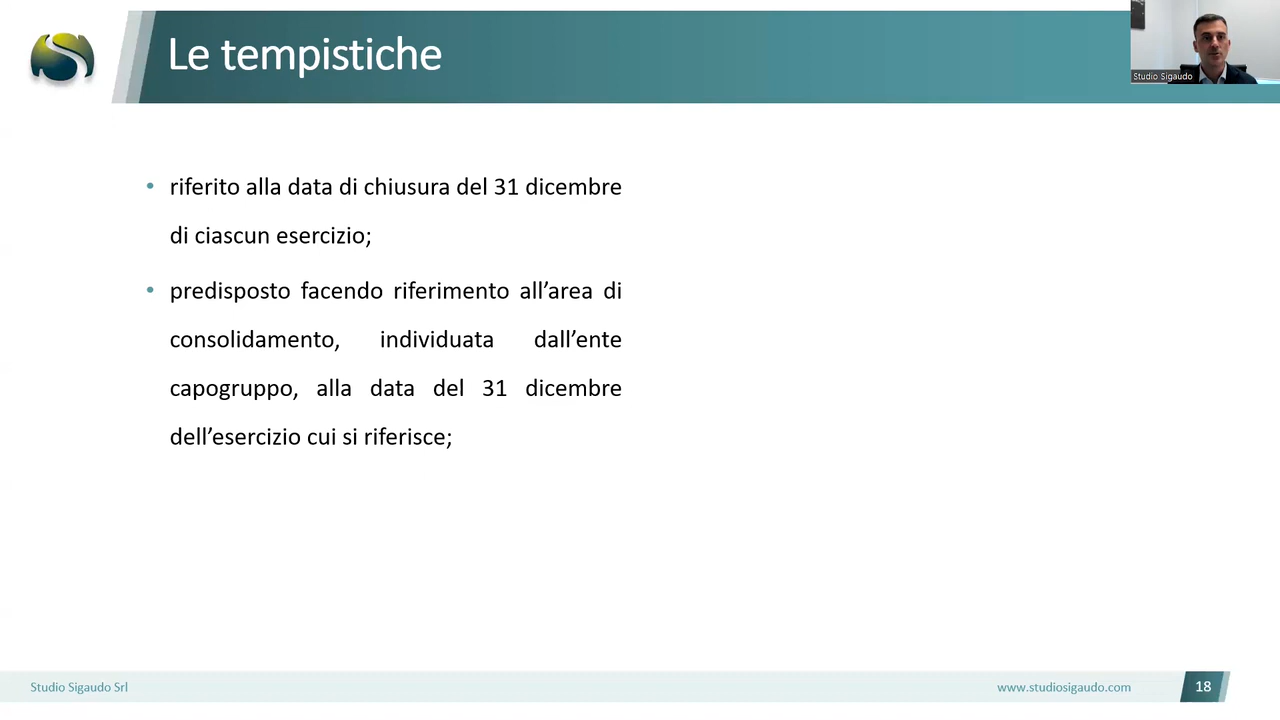 Le tempistiche
Studio Sigaudo
• riferito alla data di chiusura del 31 dicembre
di ciascun esercizio;
• predisposto facendo riferimento all’area di
consolidamento, individuata dall’ente
capogruppo, alla data del 31 dicembre
dell’esercizio cui si riferisce;
Studio Sigaudo Srl
www.studiosigaudo.com
18